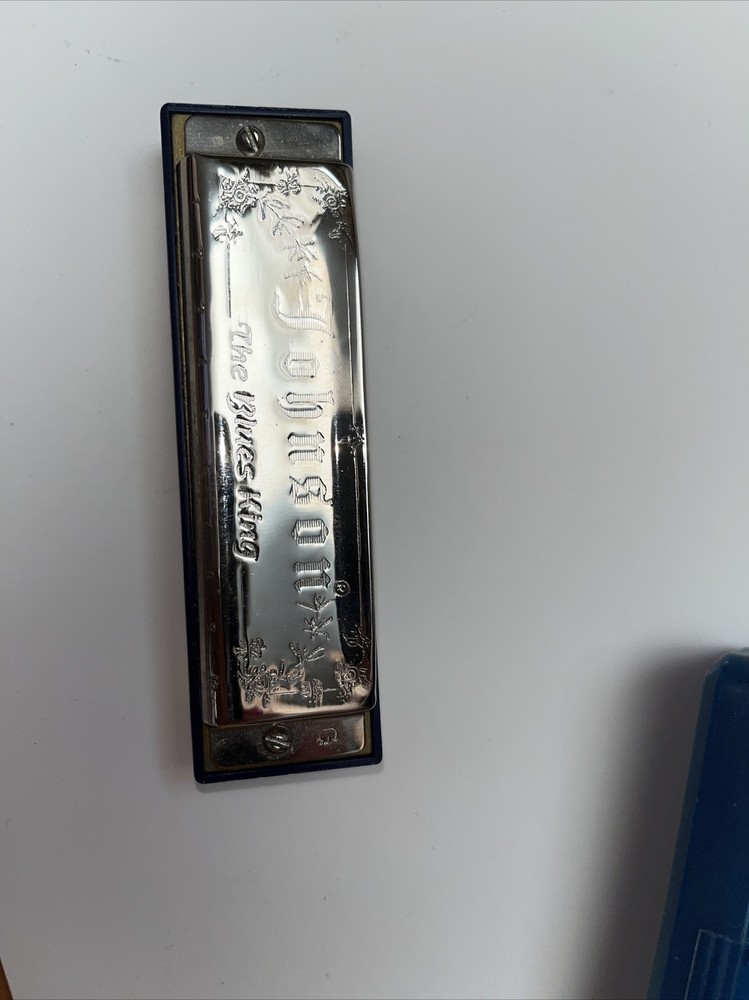 Johnson®
The Blues King
C